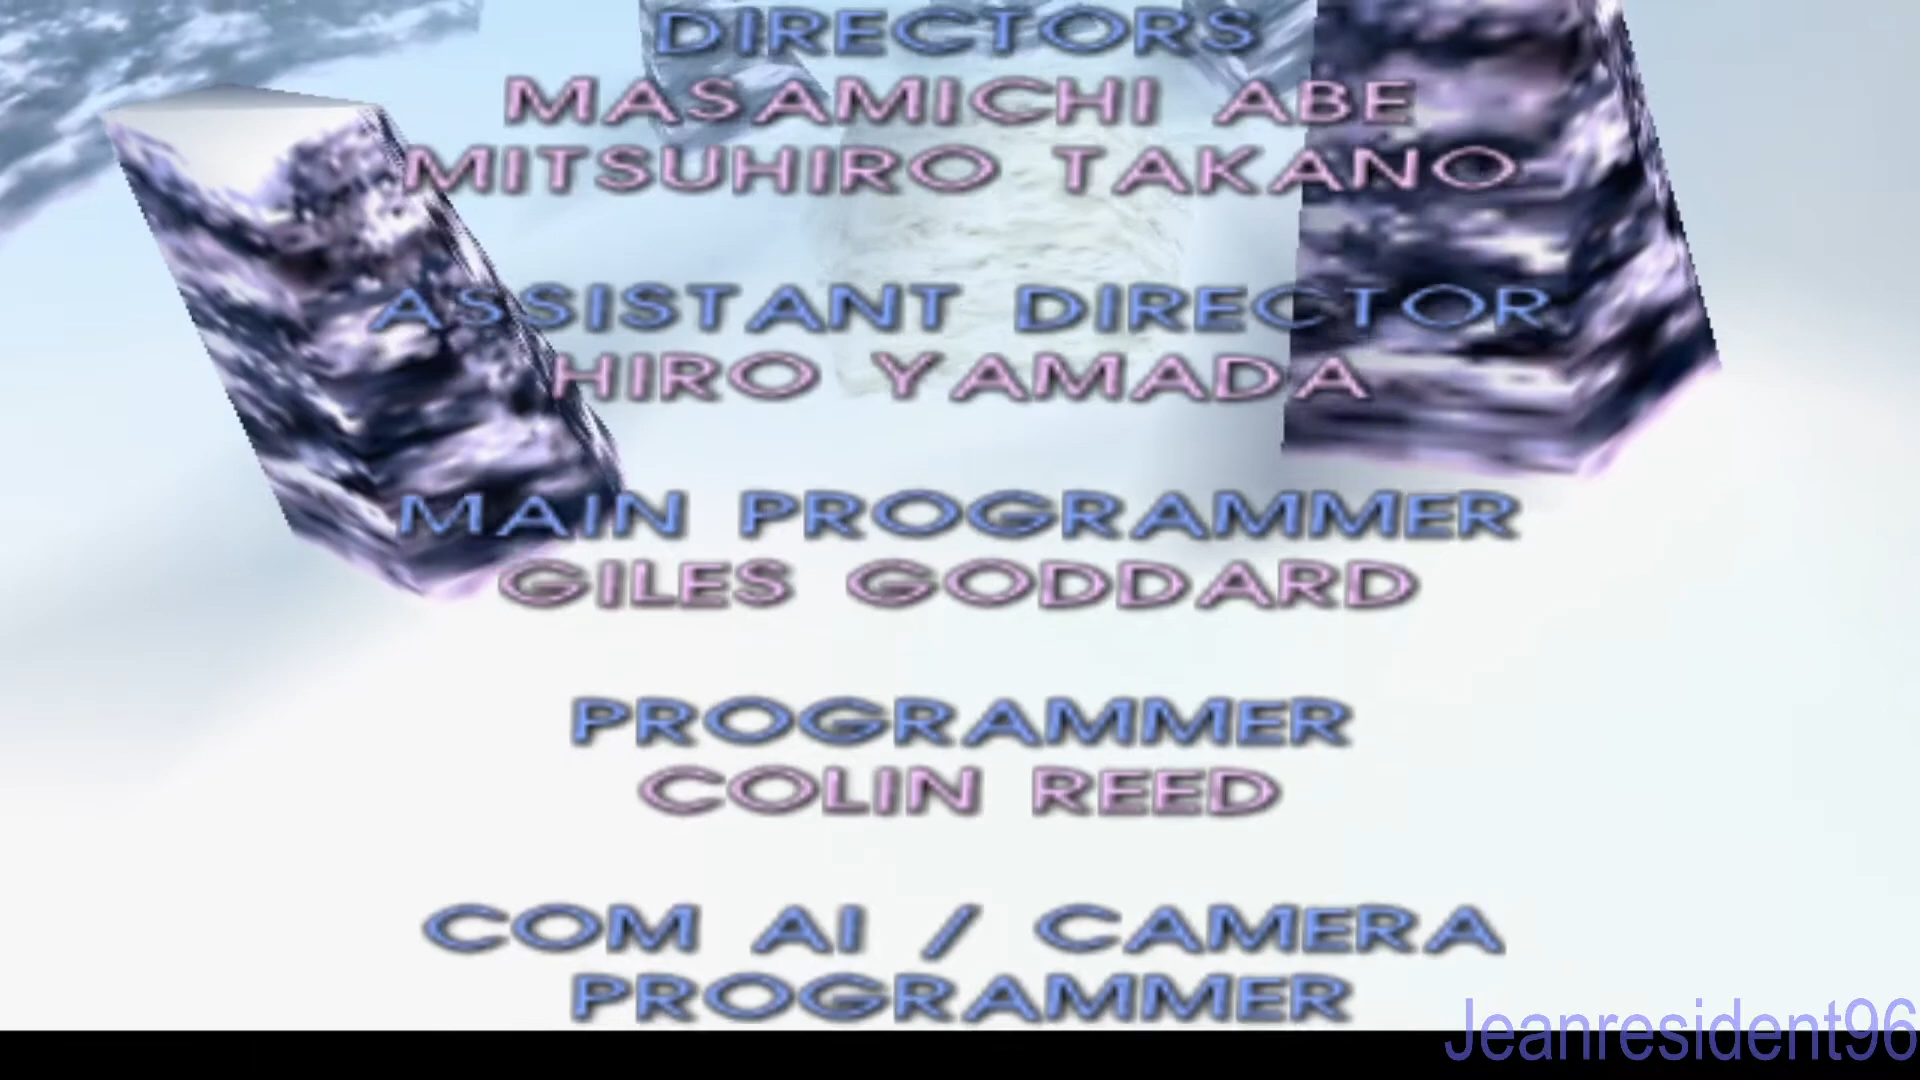 DIRECTORS
MASAMICHI ABE
MITSUHIRO TAKANO
ASSISTANT DIRECTOR
HIRO YAMADA
MAIN PROGRAMMER
GILES GODDARD
PROGRAMMER
COLIN REED
COM AI / CAMERA
PROGRAMMER
Jeanresident96